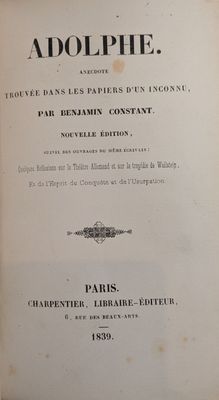 ADOLPHE.
ANECDOTE
TROUVÉE DANS LES PAPIERS D'UN INCONNU,
PAR BENJAMIN CONSTANT.
NOUVELLE ÉDITION,
SUIVIE DES OUVRAGES DU MÊME ÉCRIVAIN:
Quelques Réflexions sur le Théâtre Allemand et sur la tragédie de Wallstein,
Et de l'Esprit de Conquête et de l'Usurpation.
PARIS.
CHARPENTIER, LIBRAIRE-ÉDITEUR,
6, RUE DES BEAUX-ARTS.
1839.